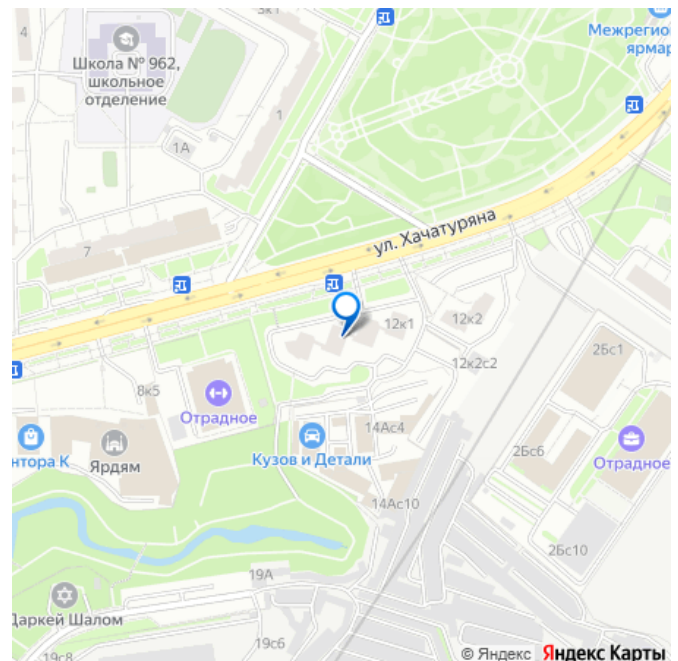 3к1
4
Межрегио
ярмар
Школа № 962,
школьное
отделение
1
1А
ул. Хачатуряна
7
12к1
12к2
12к2с2
2Бс1
8к5
Отрадное
14Ас4
нтора К
Ярдям
Кузов и Детали
2Бс6
Отрадное
14Ас10
2Бс10
19А
Даркей Шалом
19с6
19с8
© Яндекс Яндекс Карты